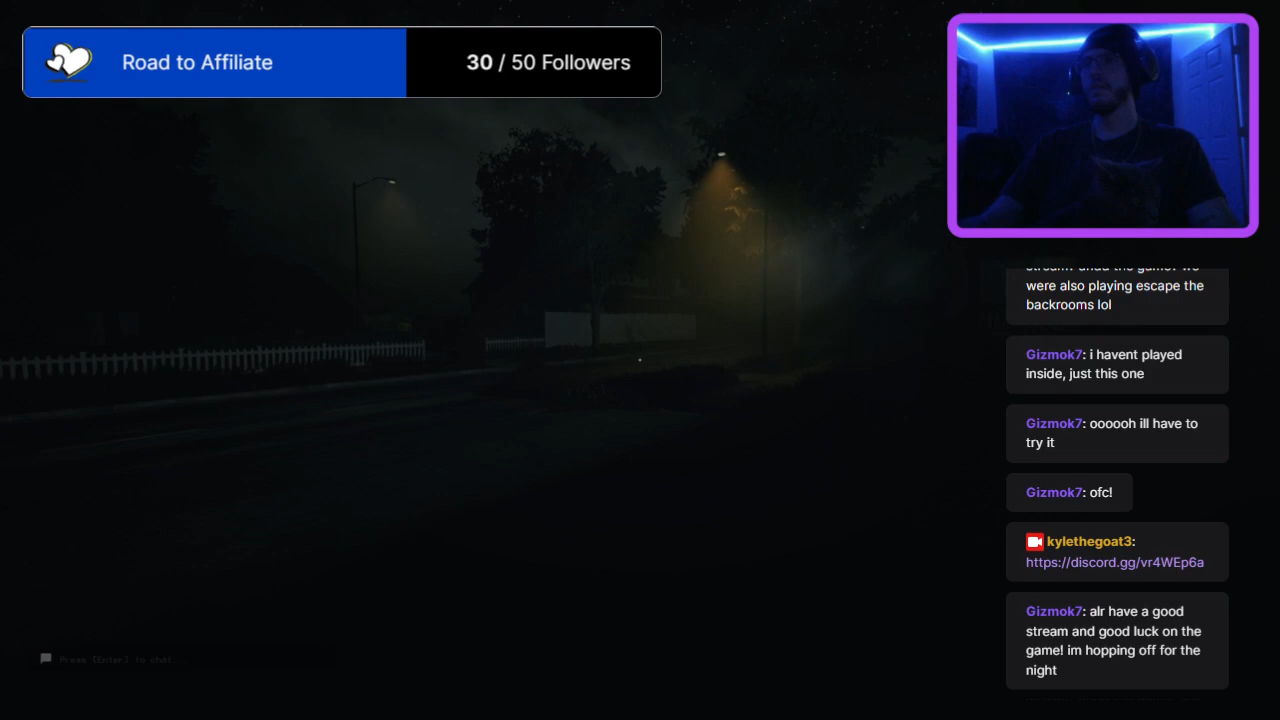 Road to Affiliate
30 / 50 Followers
were also playing escape the
backrooms lol
Gizmok7: i havent played
inside, just this one
Gizmok7: oooooh ill have to
try it
Gizmok7: ofc!
kylethegoat3:
https://discord.gg/vr4WEp6a
Gizmok7: alr have a good
stream and good luck on the
game! im hopping off for the
night
Press [Enter] to chat